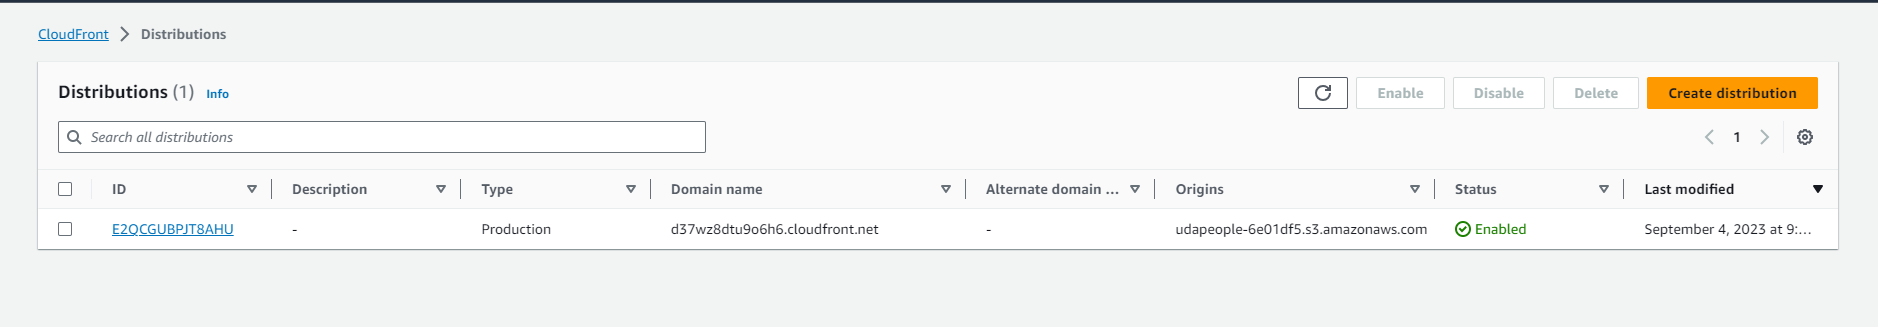 CloudFront > Distributions
Distributions (1) Info
Enable Disable Delete Create distribution
Search all distributions
1
ID Description Type Domain name Alternate domain ... Origins Status Last modified
E2QCGUBPJT8AHU - Production d37wz8dtu9o6h6.cloudfront.net - udapeople-6e01df5.s3.amazonaws.com Enabled September 4, 2023 at 9:...